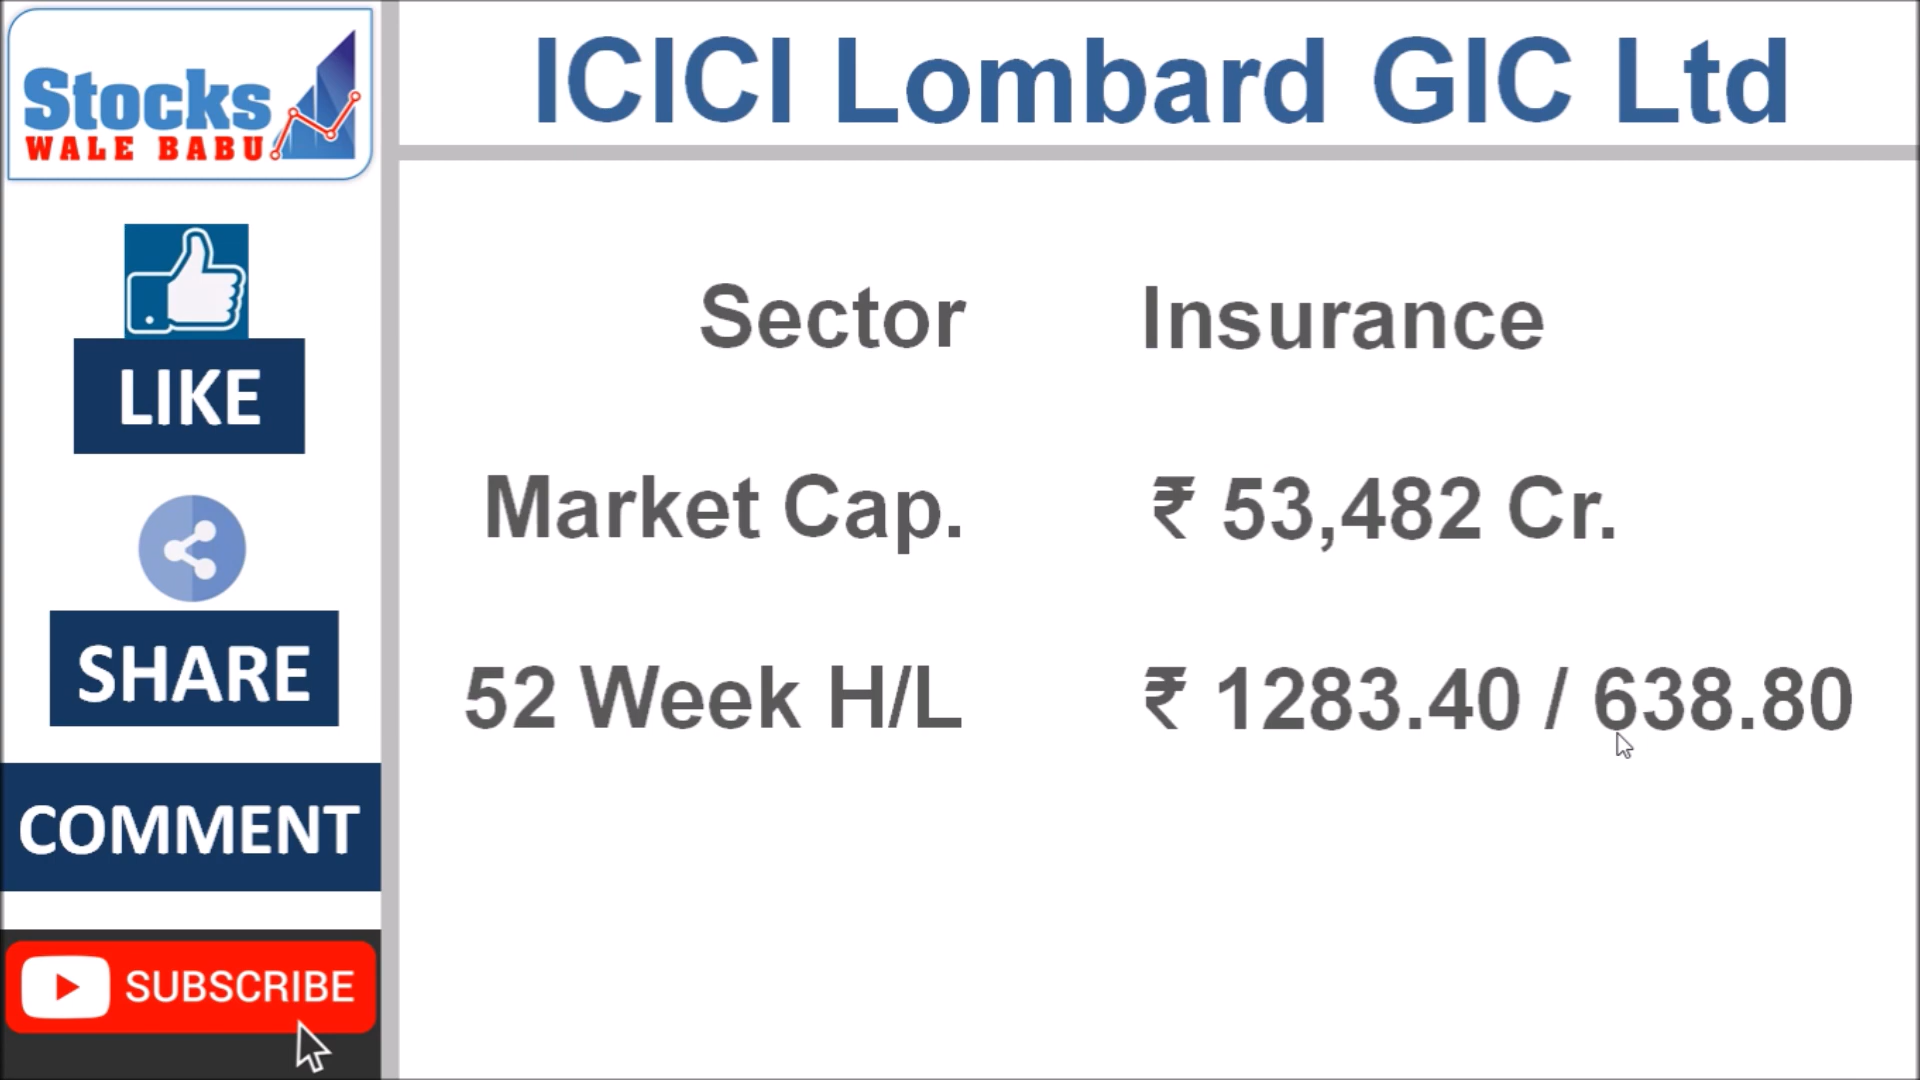 Stocks
WALE BABU
ICICI Lombard GIC Ltd
LIKE
SHARE
COMMENT
SUBSCRIBE
Sector Insurance
Market Cap. ₹ 53,482 Cr.
52 Week H/L ₹ 1283.40 / 638.80